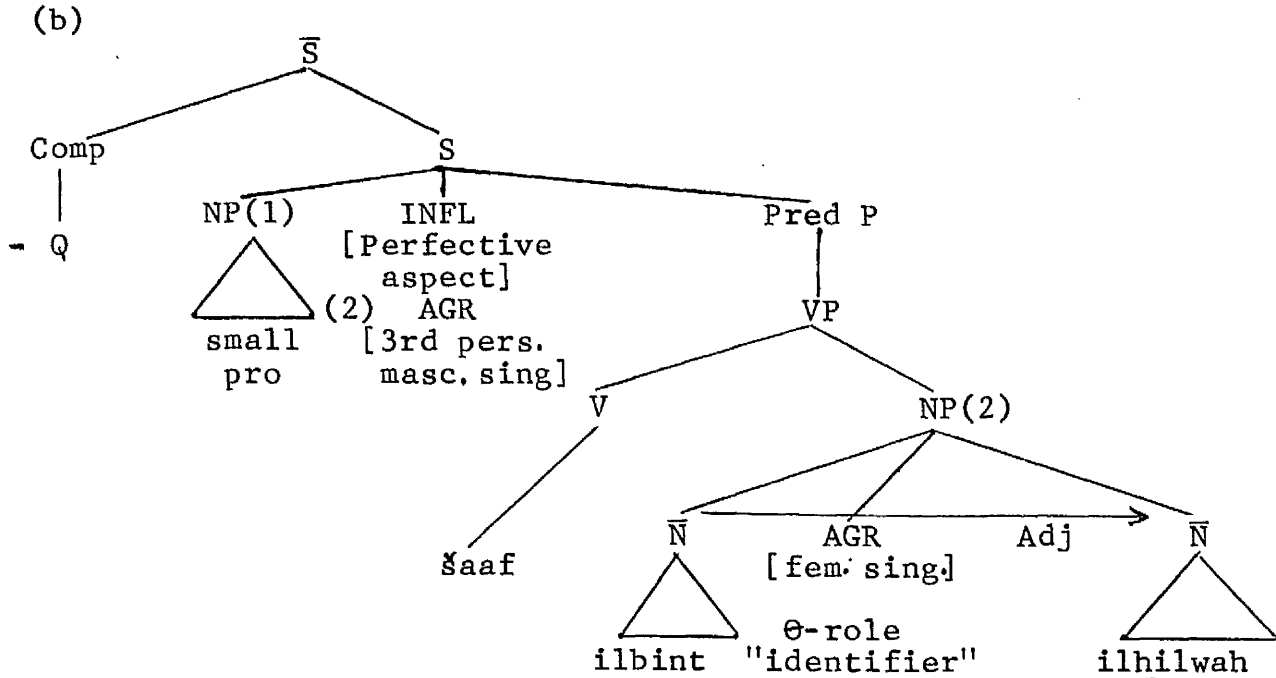 (b)
S̅
Comp S
NP(1) INFL Pred P
- Q [Perfective
aspect]
(2) AGR VP
small [3rd pers.
pro masc. sing]
V NP(2)
N̅ AGR Adj N̅
šaaf [fem. sing.]
θ-role
ilbint "identifier" ilhilwah